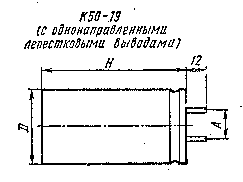 К50-19
(с однонаправленными
лепестковыми выводами)
H
12
D
A